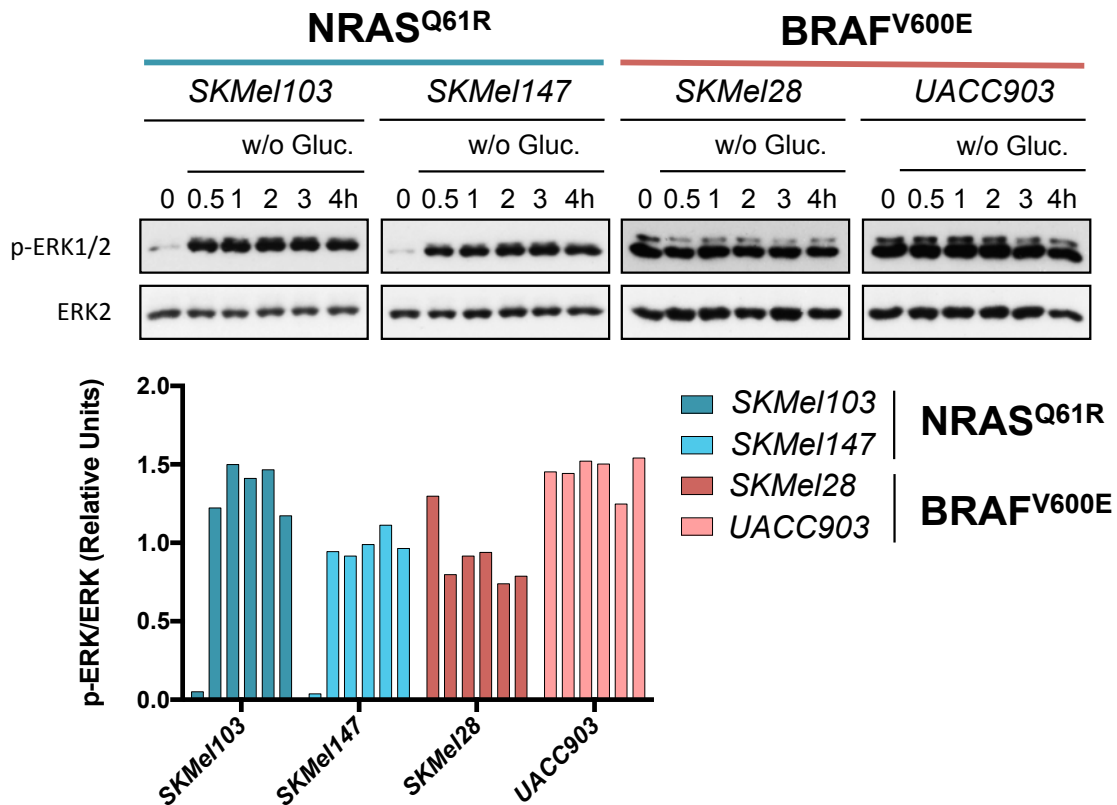 NRASQ61R BRAFV600E
SKMel103 SKMel147 SKMel28 UACC903
w/o Gluc. w/o Gluc. w/o Gluc. w/o Gluc.
0 0.5 1 2 3 4h 0 0.5 1 2 3 4h 0 0.5 1 2 3 4h 0 0.5 1 2 3 4h
p-ERK1/2
ERK2
p-ERK/ERK (Relative Units)
2.0
1.5
1.0
0.5
0.0
SKMel103 SKMel147 SKMel28 UACC903
SKMel103
SKMel147
NRASQ61R
SKMel28
UACC903
BRAFV600E